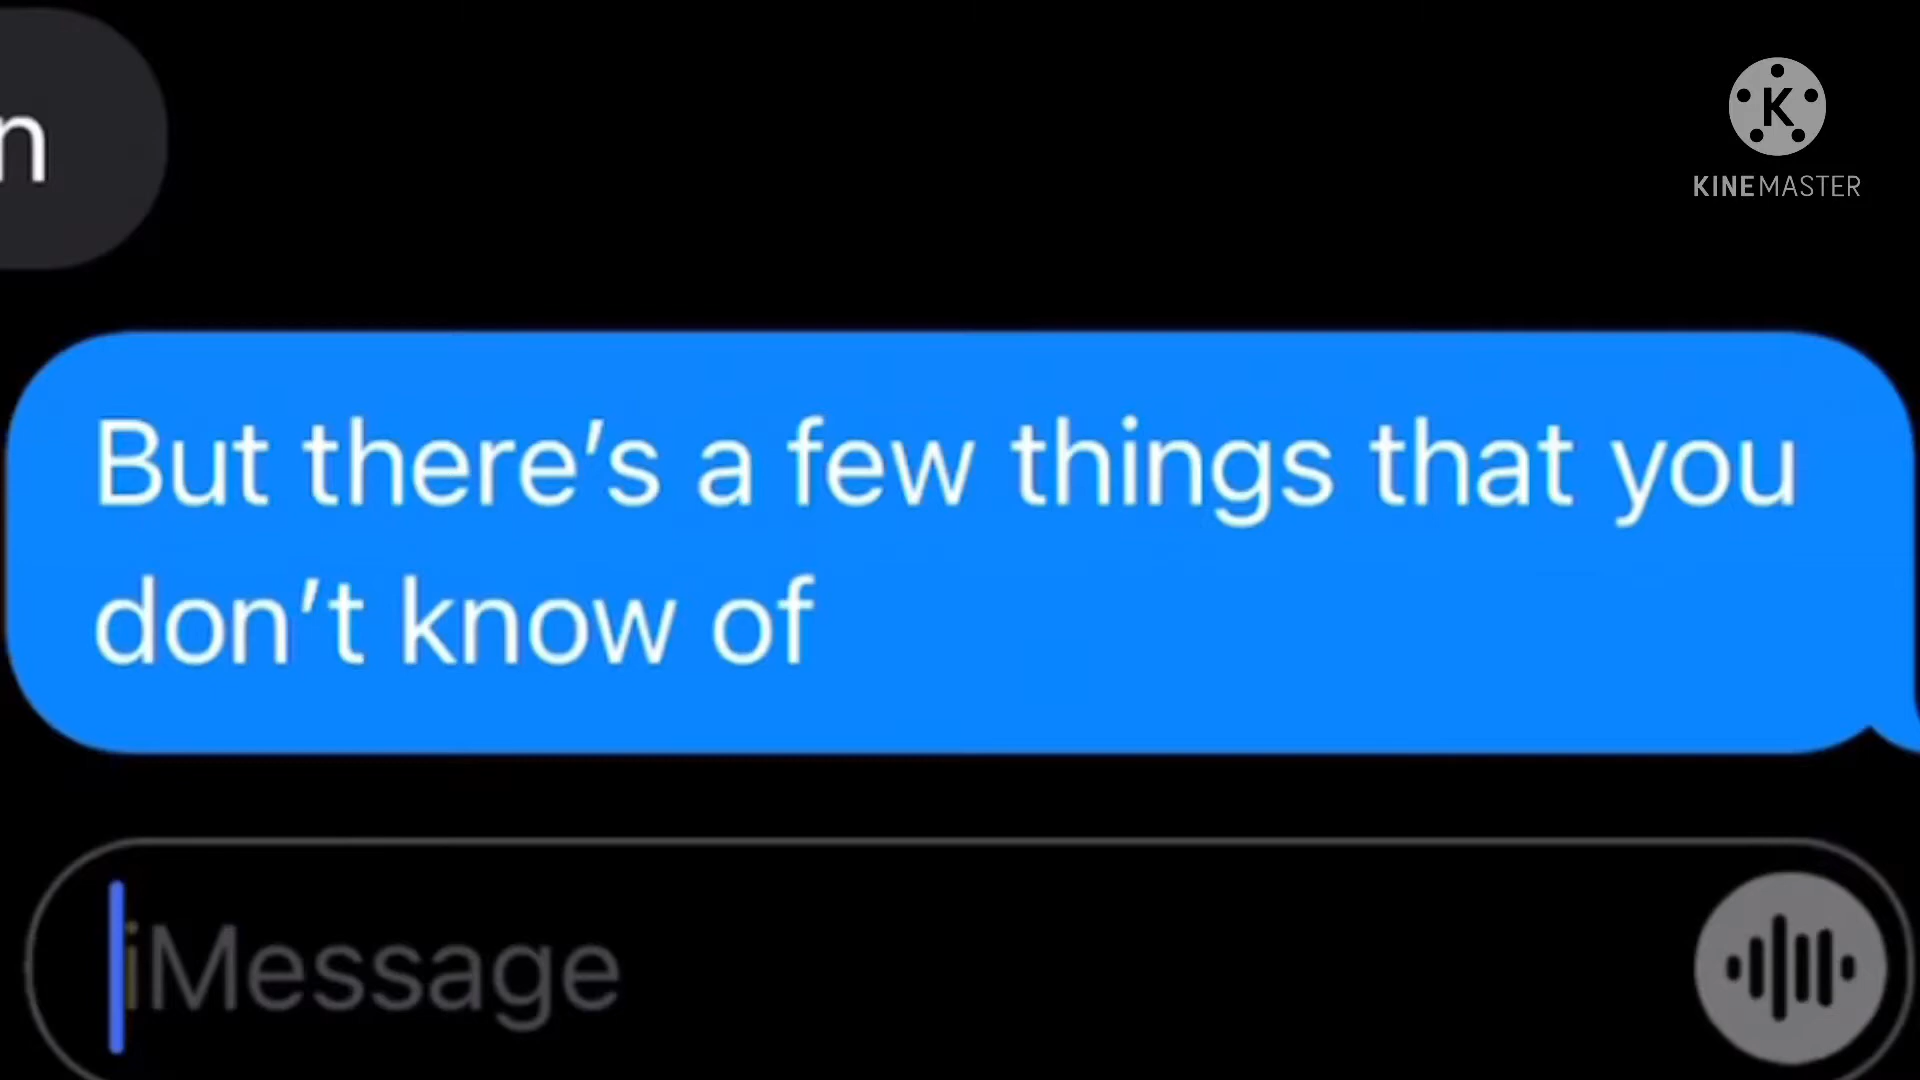 n
K
KINEMASTER
But there’s a few things that you
don’t know of
iMessage